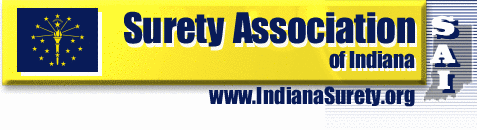 Surety Association
of Indiana
www.IndianaSurety.org
SAI